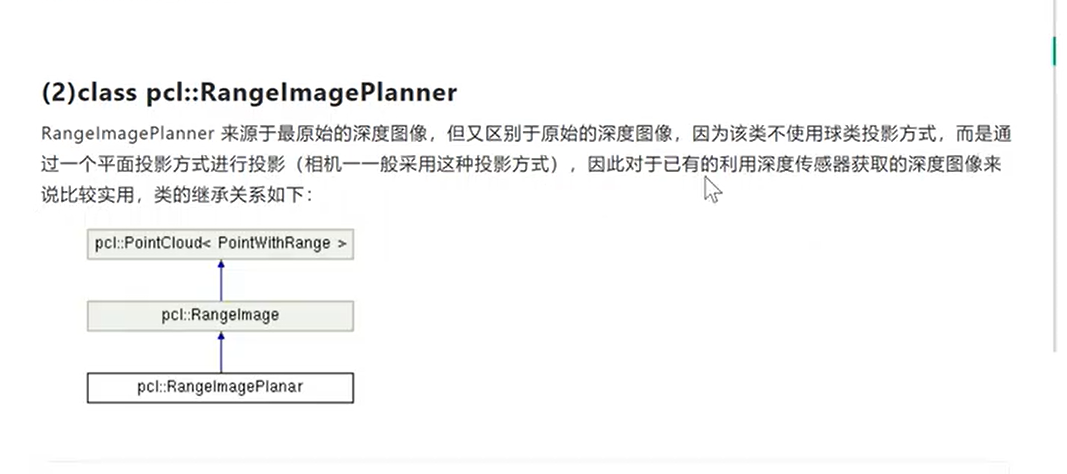 (2)class pcl::RangeImagePlanner
RangeImagePlanner 来源于最原始的深度图像，但又区别于原始的深度图像，因为该类不使用球类投影方式，而是通
过一个平面投影方式进行投影（相机一一般采用这种投影方式），因此对于已有的利用深度传感器获取的深度图像来
说比较实用，类的继承关系如下：
pcl::PointCloud< PointWithRange >
pcl::RangeImage
pcl::RangeImagePlanar